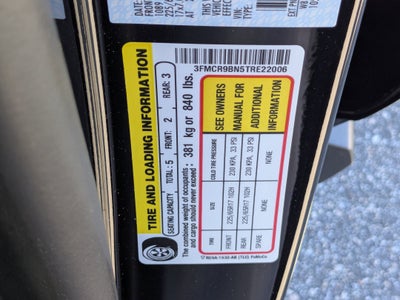 3FMCR9BN5TRE22006
TIRE AND LOADING INFORMATION
SEATING CAPACITY TOTAL: 5 FRONT: 2 REAR: 3
The combined weight of occupants and cargo should never exceed: 381 kg or 840 lbs.
TIRE SIZE COLD TIRE PRESSURE
FRONT 225/65R17 102H 230 KPA, 33 PSI
REAR 225/65R17 102H 230 KPA, 33 PSI
SPARE NONE NONE
SEE OWNERS
MANUAL FOR
ADDITIONAL
INFORMATION